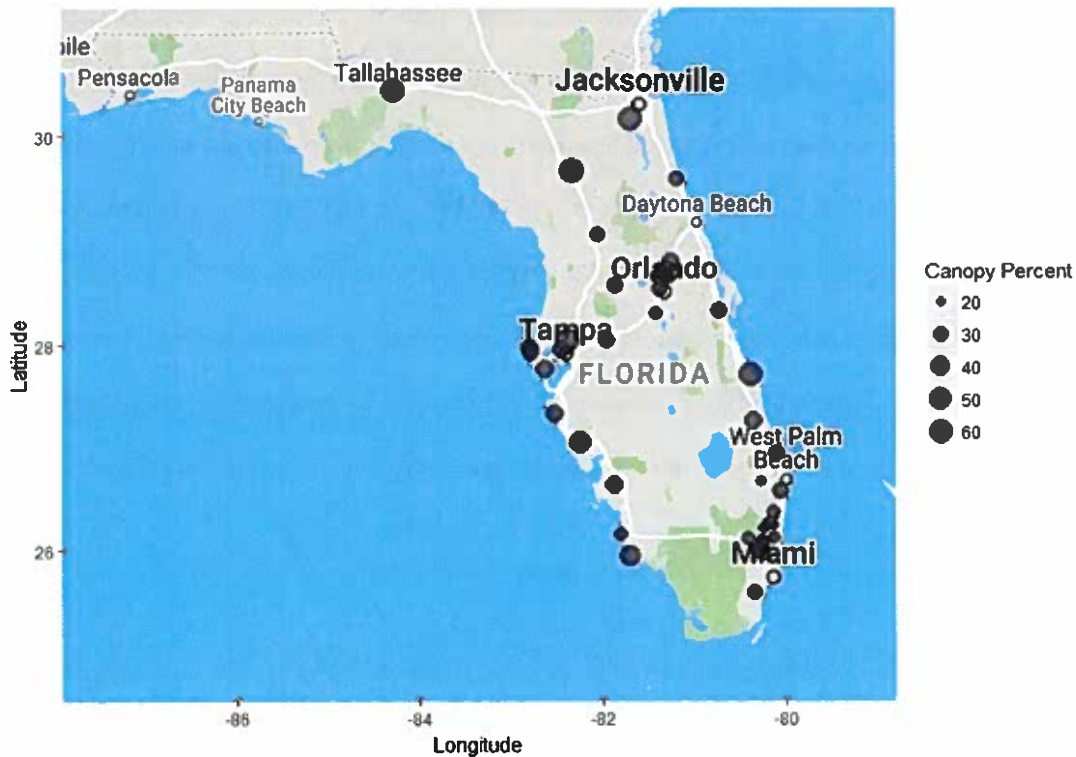 ile
Pensacola
Panama
City Beach
Tallahassee
Jacksonville
Daytona Beach
Orlando
Tampa
FLORIDA
West Palm
Beach
Miami
30
28
26
Latitude
-86
-84
-82
-80
Longitude
Canopy Percent
20
30
40
50
60